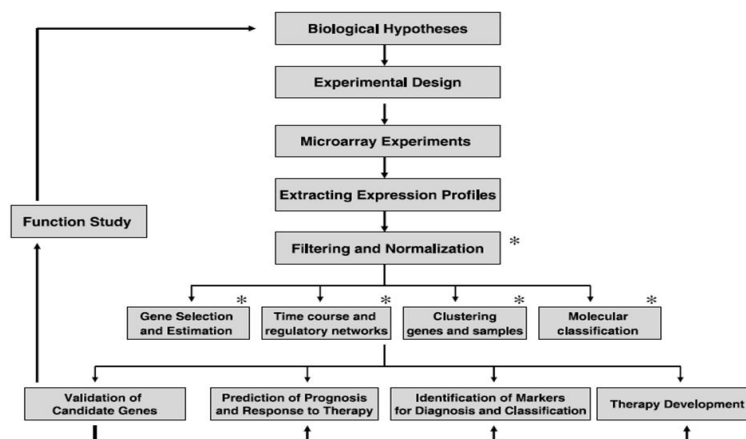 Biological Hypotheses
Experimental Design
Microarray Experiments
Extracting Expression Profiles
Function Study
Filtering and Normalization *
Gene Selection
and Estimation *
Time course and
regulatory networks *
Clustering
genes and samples *
Molecular
classification *
Validation of
Candidate Genes
Prediction of Prognosis
and Response to Therapy
Identification of Markers
for Diagnosis and Classification
Therapy Development